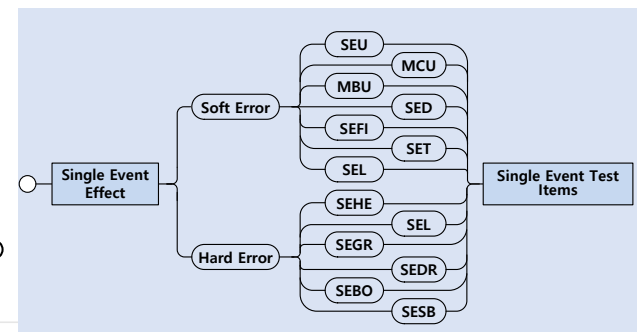 SEU
MCU
MBU
SED
Soft Error
SEFI
SET
SEL
Single Event
Effect
Single Event Test
Items
SEHE
SEL
SEGR
Hard Error
SEDR
SEBO
SESB
)